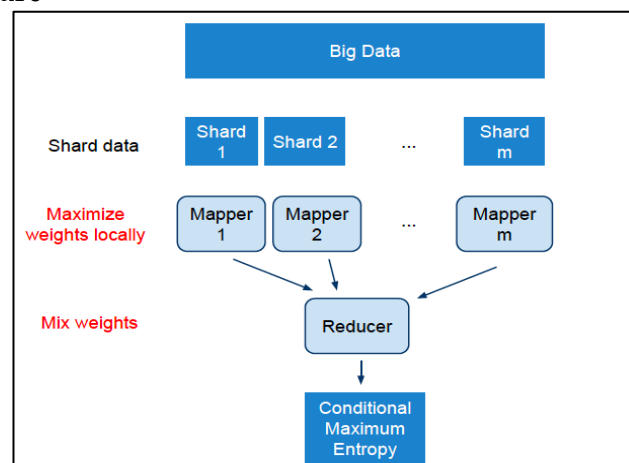 Big Data
Shard data
Shard
1
Shard 2
...
Shard
m
Maximize
weights locally
Mapper
1
Mapper
2
...
Mapper
m
Mix weights
Reducer
Conditional
Maximum
Entropy